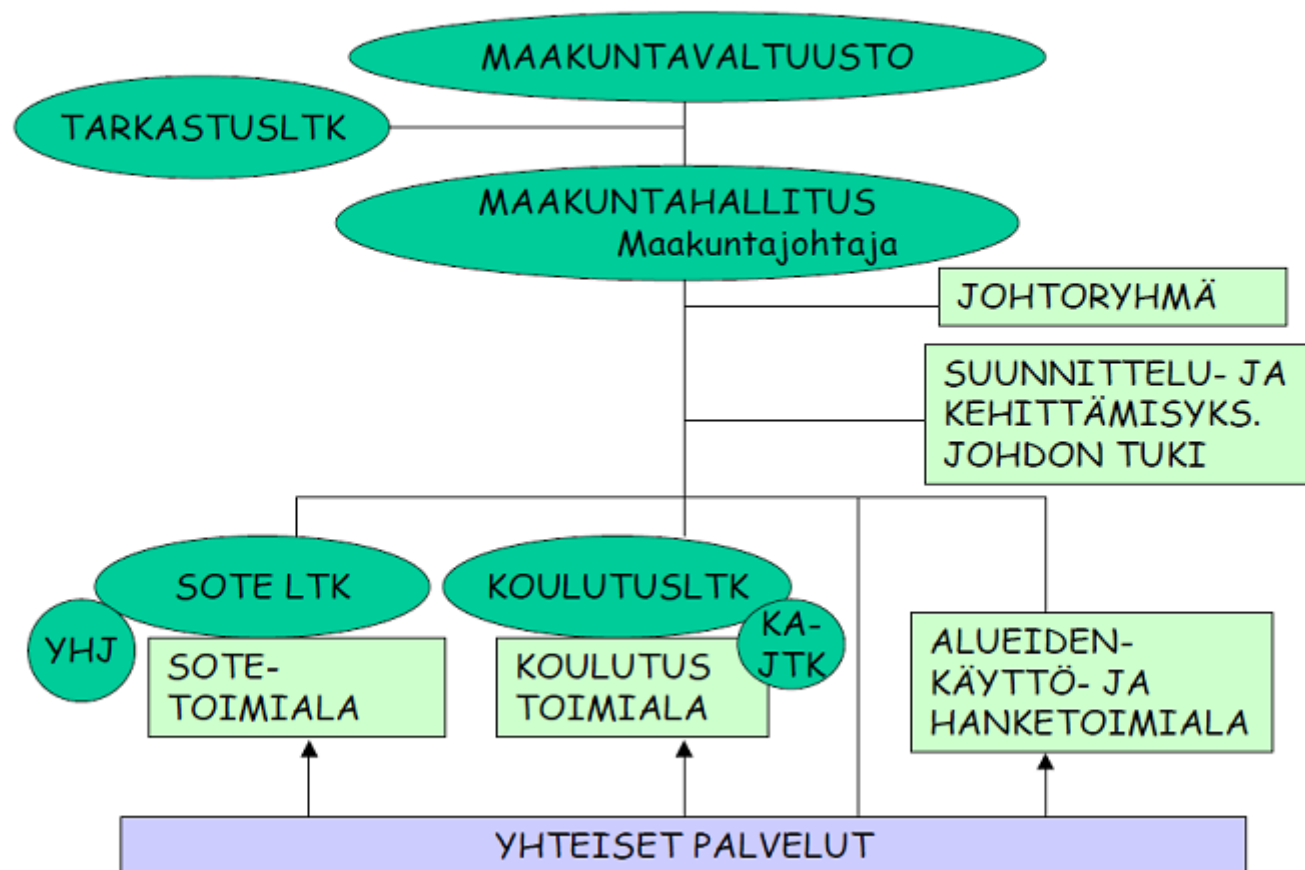 MAAKUNTAVALTUUSTO
TARKASTUSLTK
MAAKUNTAHALLITUS
Maakuntajohtaja
JOHTORYHMÄ
SUUNNITTELU- JA
KEHITTÄMISYKS.
JOHDON TUKI
SOTE LTK
YHJ
SOTE-
TOIMIALA
KOULUTUSLTK
KA-
JTK
KOULUTUS
TOIMIALA
ALUEIDEN-
KÄYTTÖ- JA
HANKETOIMIALA
YHTEISET PALVELUT